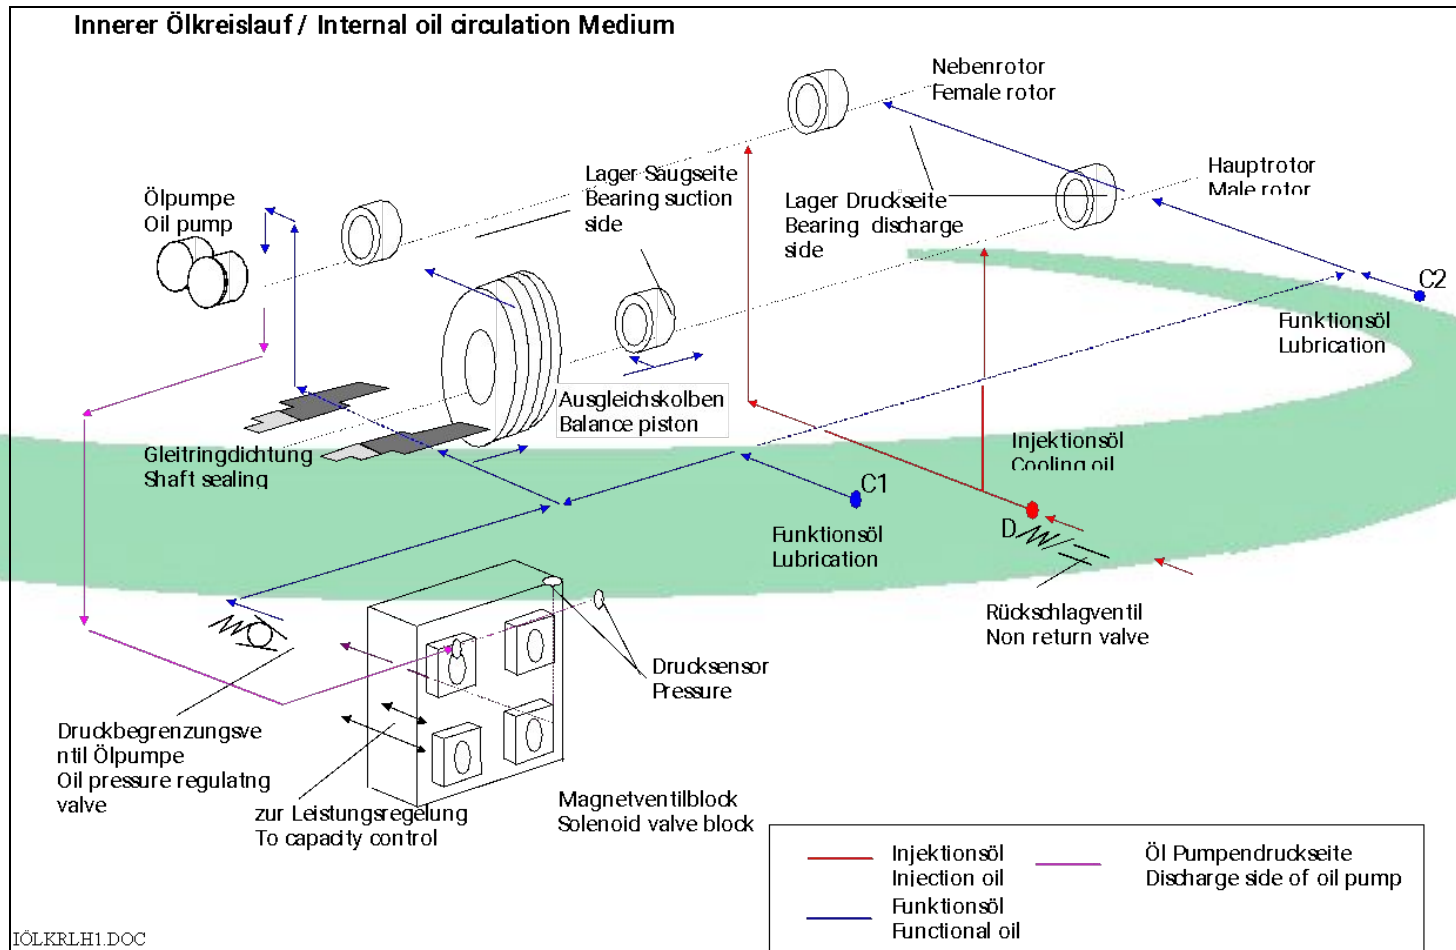 Innerer Ölkreislauf / Internal oil circulation Medium
Nebenrotor
Female rotor
Hauptrotor
Male rotor
Lager Saugseite
Bearing suction
side
Ölpumpe
Oil pump
Lager Druckseite
Bearing discharge
side
C2
Funktionsöl
Lubrication
Ausgleichskolben
Balance piston
Gleitringdichtung
Shaft sealing
Injektionsöl
Cooling oil
C1
D
Funktionsöl
Lubrication
Rückschlagventil
Non return valve
Drucksensor
Pressure
Druckbegrenzungsve
ntil Ölpumpe
Oil pressure regulatng
valve
zur Leistungsregelung
To capacity control
Magnetventilblock
Solenoid valve block
Injektionsöl
Injection oil
Öl Pumpendruckseite
Discharge side of oil pump
Funktionsöl
Functional oil
IÖLKRLH1.DOC